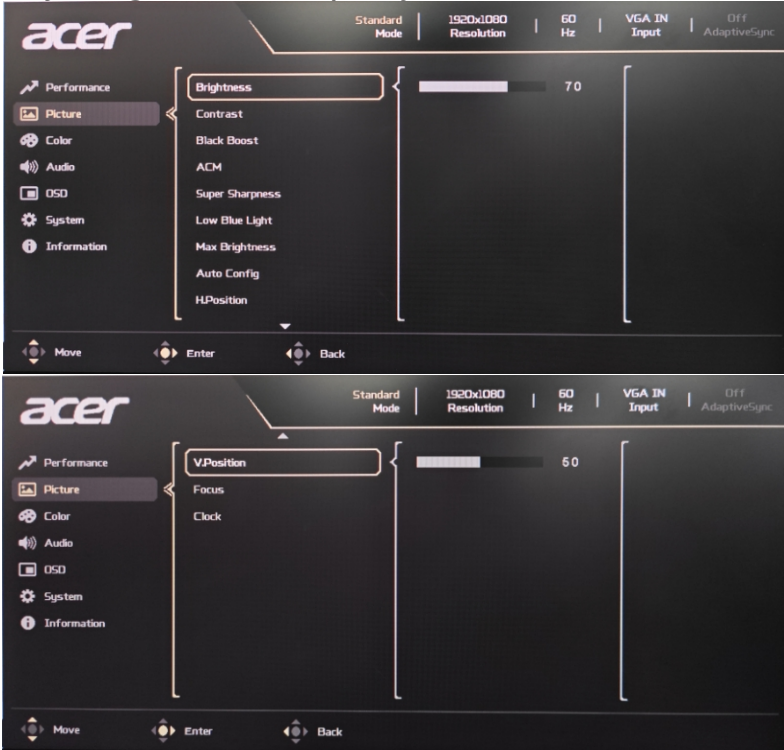 acer
Standard Mode
1920x1080 Resolution
60 Hz
VGA IN Input
Off AdaptiveSync
Performance
Picture
Color
Audio
OSD
System
Information
Brightness
Contrast
Black Boost
ACM
Super Sharpness
Low Blue Light
Max Brightness
Auto Config
H.Position
70
Move
Enter
Back
acer
Standard Mode
1920x1080 Resolution
60 Hz
VGA IN Input
Off AdaptiveSync
Performance
Picture
Color
Audio
OSD
System
Information
V.Position
Focus
Clock
50
Move
Enter
Back